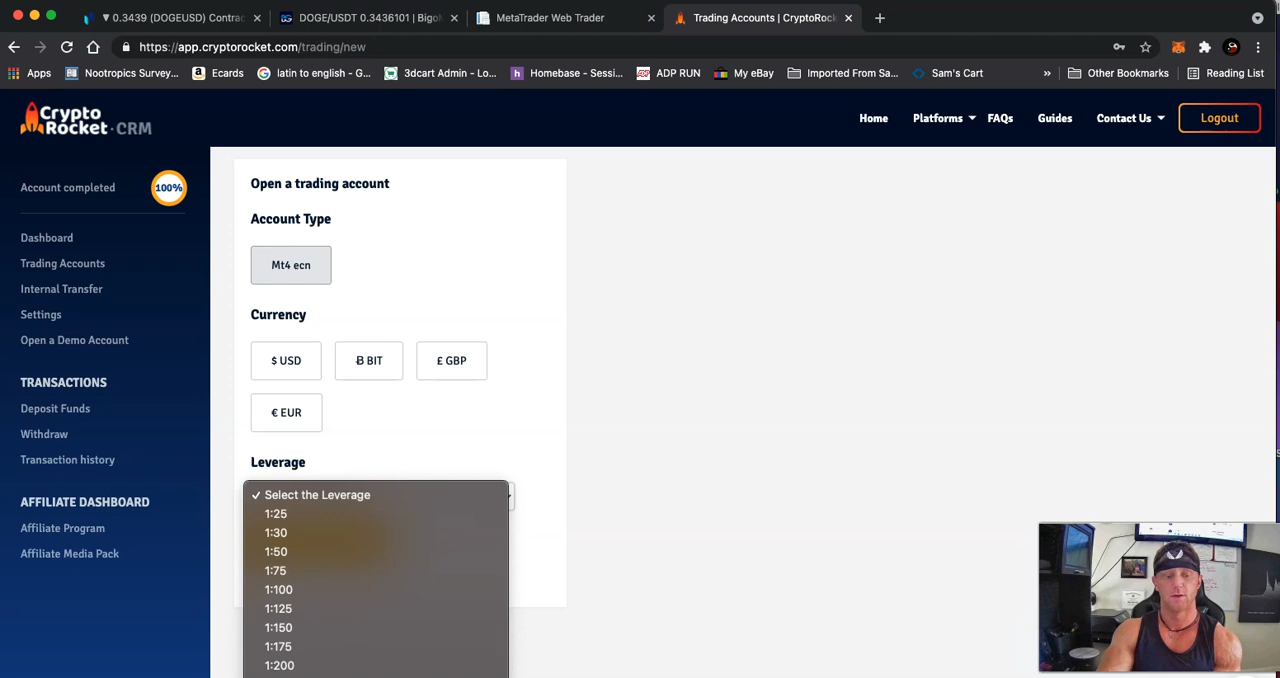 ▼ 0.3439 (DOGEUSD) Contrac
DOGE/USDT 0.3436101 | BigoN
MetaTrader Web Trader
Trading Accounts | CryptoRock
https://app.cryptorocket.com/trading/new
Apps
Nootropics Survey...
Ecards
latin to english - G...
3dcart Admin - Lo...
Homebase - Sessi...
ADP RUN
My eBay
Imported From Sa...
Sam's Cart
»
Other Bookmarks
Reading List
Crypto
Rocket·CRM
Home
Platforms
FAQs
Guides
Contact Us
Logout
Account completed
100%
Dashboard
Trading Accounts
Internal Transfer
Settings
Open a Demo Account
TRANSACTIONS
Deposit Funds
Withdraw
Transaction history
AFFILIATE DASHBOARD
Affiliate Program
Affiliate Media Pack
Open a trading account
Account Type
Mt4 ecn
Currency
$ USD
Ƀ BIT
£ GBP
€ EUR
Leverage
✓ Select the Leverage
1:25
1:30
1:50
1:75
1:100
1:125
1:150
1:175
1:200